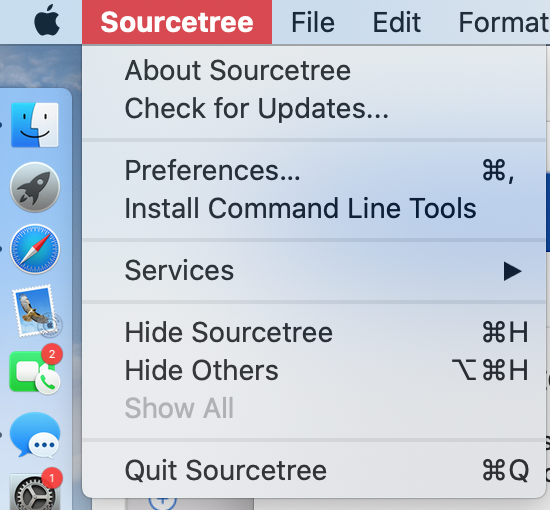 Sourcetree File Edit Format
About Sourcetree
Check for Updates...
Preferences... ⌘,
Install Command Line Tools
Services ▶
Hide Sourcetree ⌘H
Hide Others ⌥⌘H
Show All
Quit Sourcetree ⌘Q
2
1